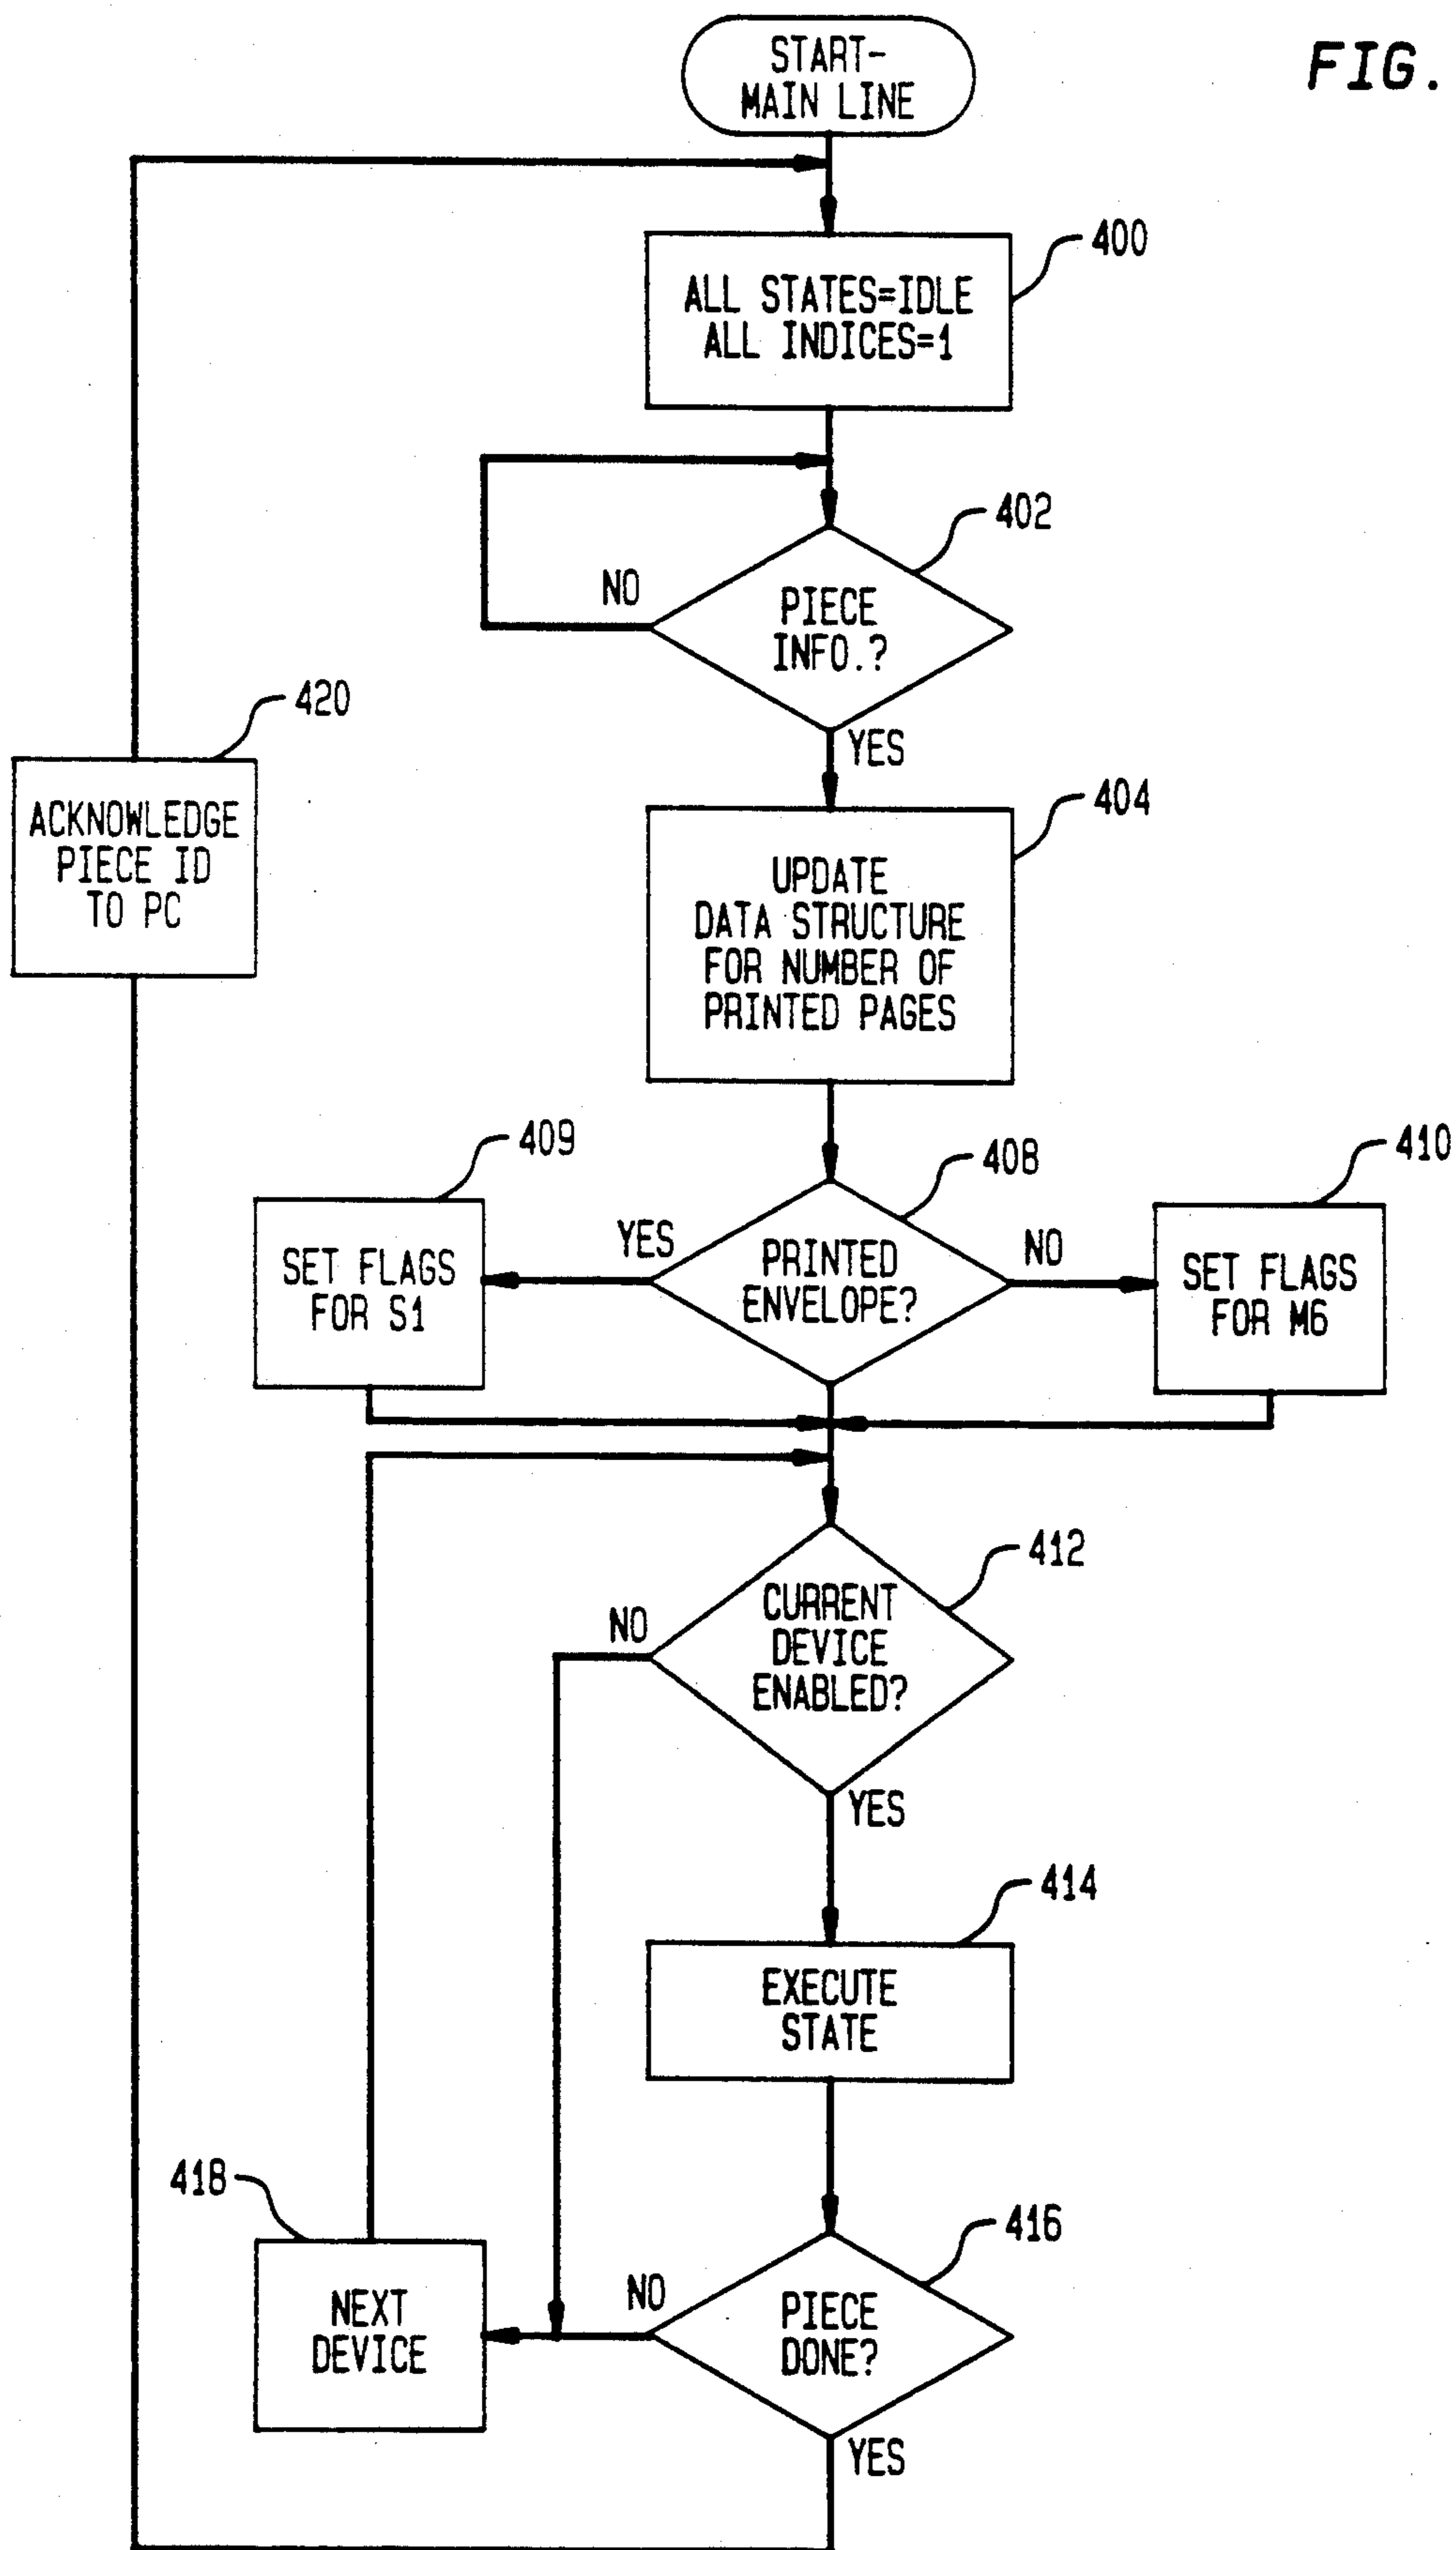 START-
MAIN LINE
FIG.
400
ALL STATES=IDLE
ALL INDICES=1
402
NO
PIECE
INFO.?
YES
420
ACKNOWLEDGE
PIECE ID
TO PC
404
UPDATE
DATA STRUCTURE
FOR NUMBER OF
PRINTED PAGES
409
408
410
SET FLAGS
FOR S1
YES
PRINTED
ENVELOPE?
NO
SET FLAGS
FOR M6
412
NO
CURRENT
DEVICE
ENABLED?
YES
414
EXECUTE
STATE
418
416
NEXT
DEVICE
NO
PIECE
DONE?
YES